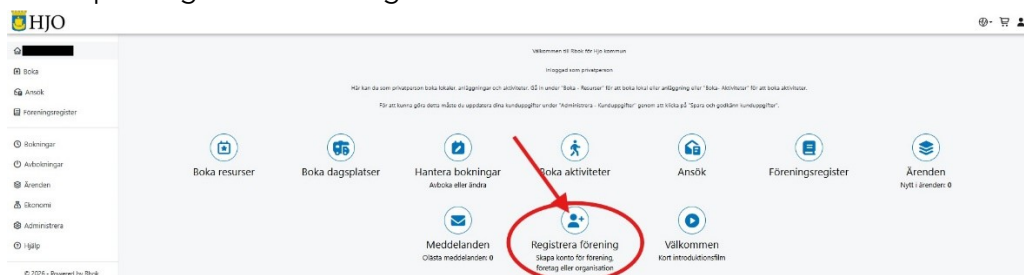 HJO
Boka
Ansök
Föreningsregister
Bokningar
Avbokningar
Ärenden
Ekonomi
Administrera
Hjälp
© 2026 - Powered by Rbok
Välkommen till Rbok för Hjo kommun
Inloggad som privatperson
Här kan du som privatperson boka lokaler, anläggningar och aktiviteter. Gå in under "Boka - Resurser" för att boka lokal eller anläggning eller "Boka- Aktiviteter" för att boka aktiviteter.
För att kunna göra detta måste du uppdatera dina kunduppgifter under "Administrera - Kunduppgifter" genom att klicka på "Spara och godkänn kunduppgifter".
Boka resurser
Boka dagsplatser
Hantera bokningar
Avboka eller ändra
Boka aktiviteter
Ansök
Föreningsregister
Ärenden
Nytt i ärenden: 0
Meddelanden
Olästa meddelanden: 0
Registrera förening
Skapa konto för förening,
företag eller organisation
Välkommen
Kort introduktionsfilm